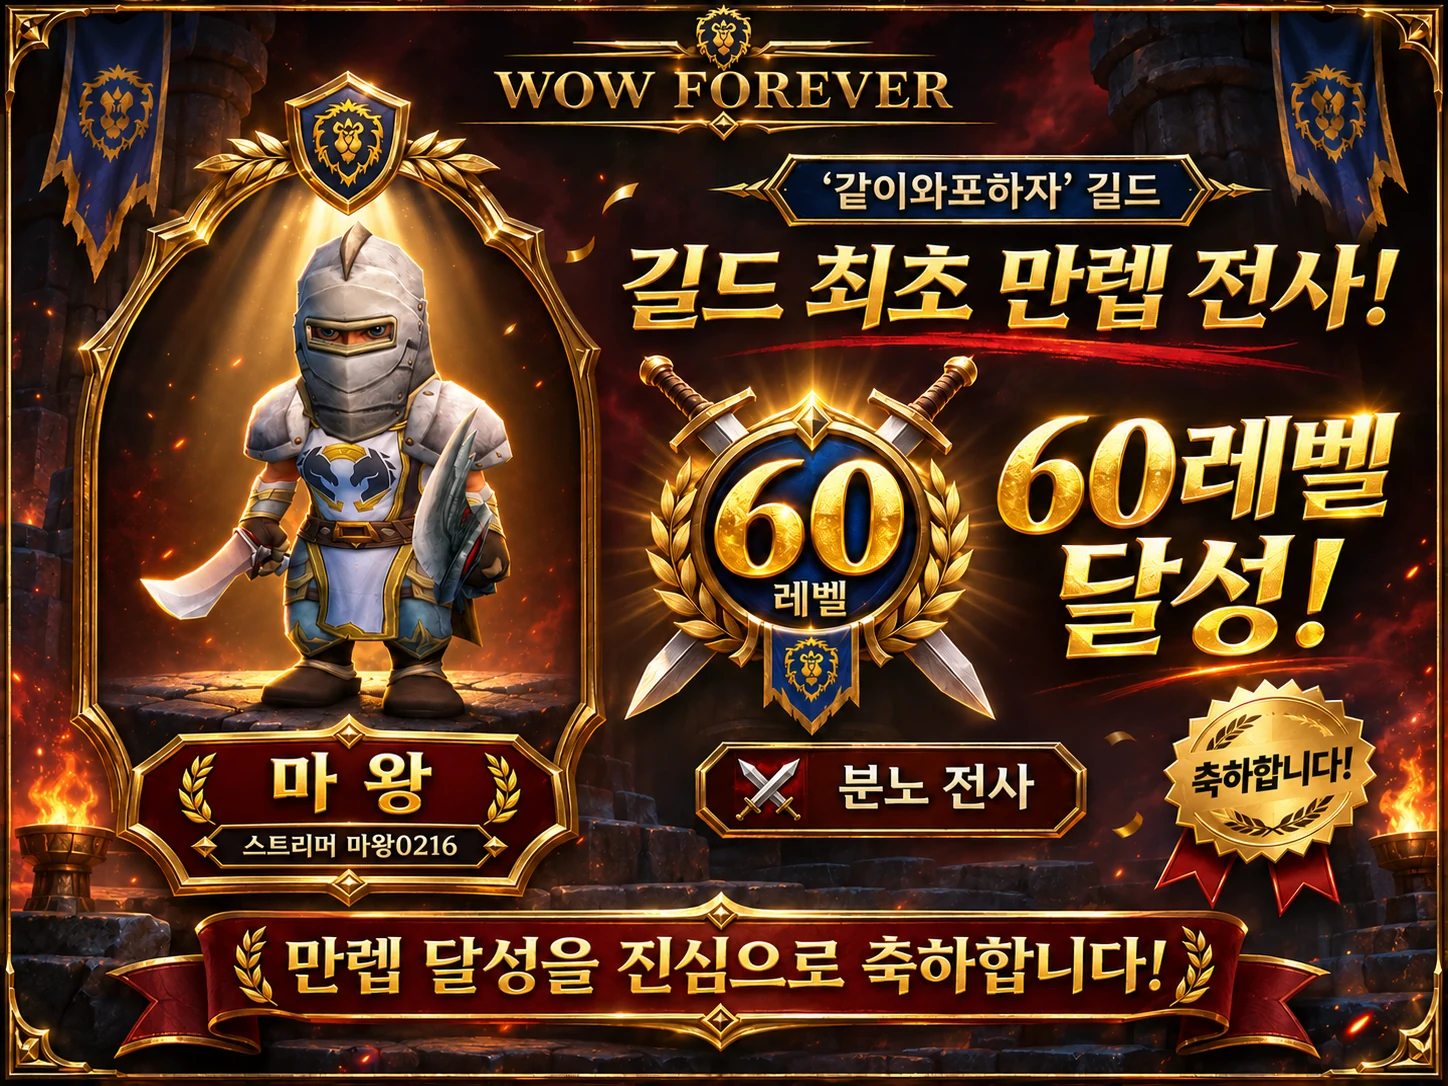 WOW FOREVER
‘같이와포하자’ 길드
길드 최초 만렙 전사!
60
레벨
60레벨
달성!
마 왕
스트리머 마왕0216
분노 전사
축하합니다!
만렙 달성을 진심으로 축하합니다!